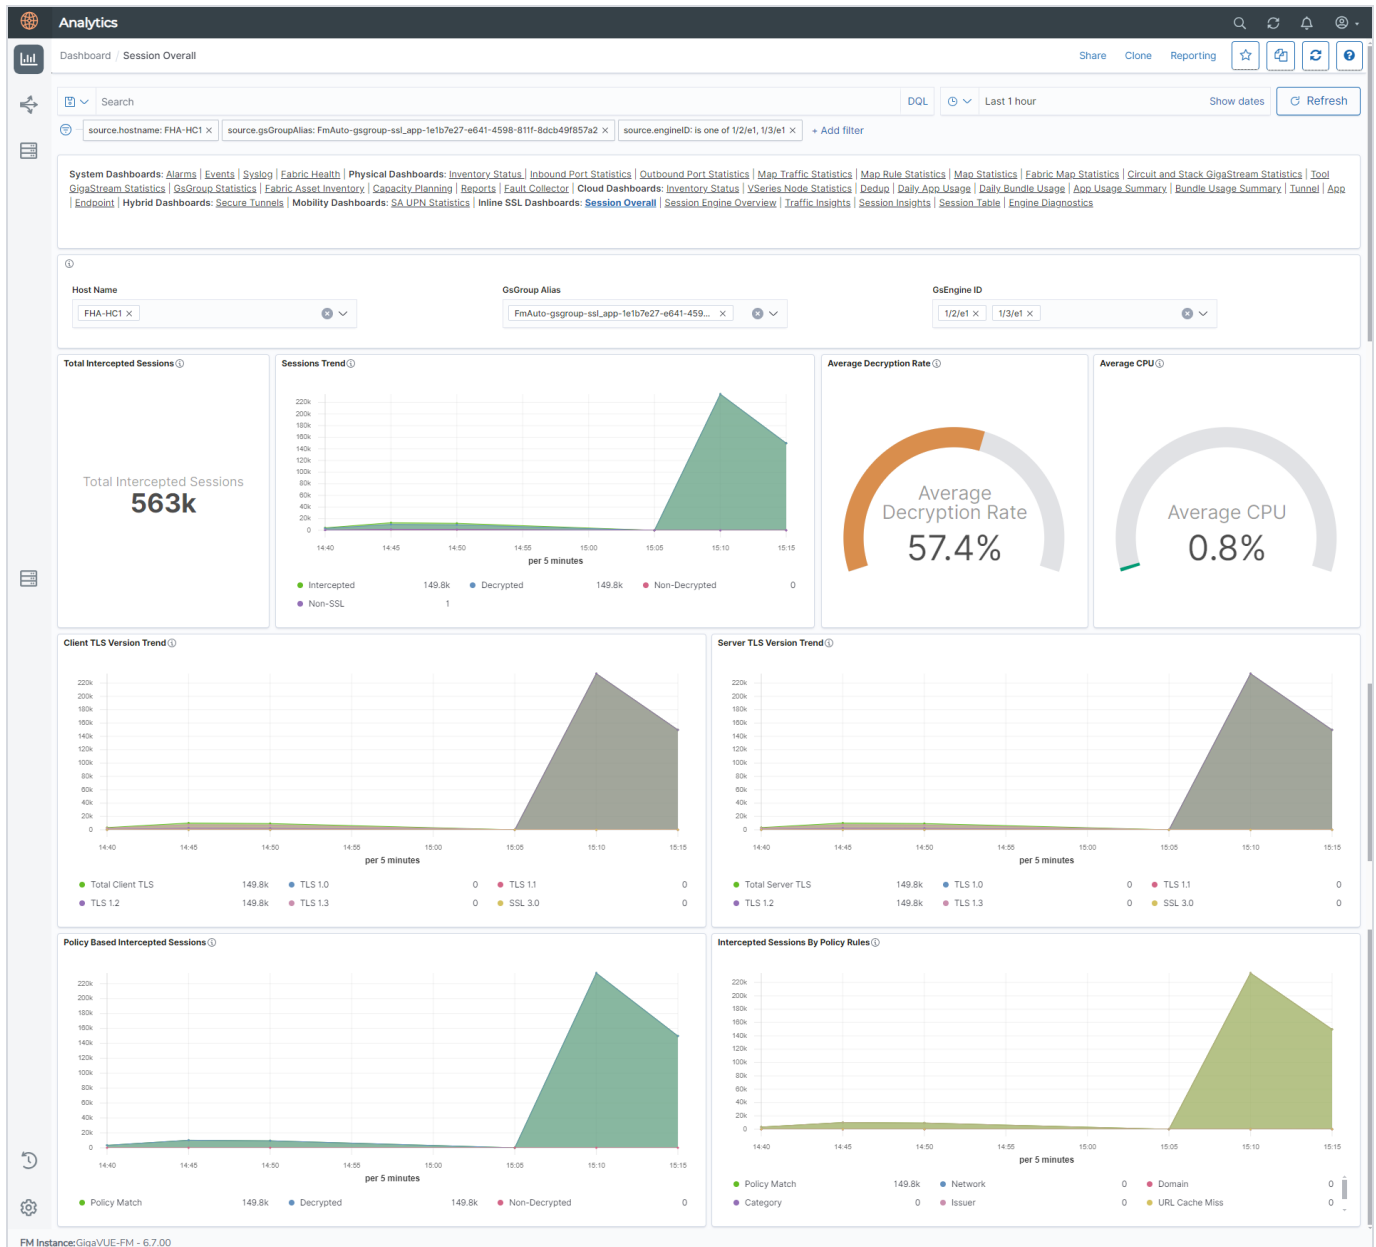 Analytics
Dashboard / Session Overall
Share Clone Reporting
Search DQL Last 1 hour Show dates Refresh
source.hostname: FHA-HC1 × source.gsGroupAlias: FmAuto-gsgroup-ssl_app-1e1b7e27-e641-4598-811f-8dcb49f857a2 × source.engineID: is one of 1/2/e1, 1/3/e1 × + Add filter
System Dashboards: Alarms | Events | Syslog | Fabric Health | Physical Dashboards: Inventory Status | Inbound Port Statistics | Outbound Port Statistics | Map Traffic Statistics | Map Rule Statistics | Map Statistics | Fabric Map Statistics | Circuit and Stack GigaStream Statistics | Tool
GigaStream Statistics | GsGroup Statistics | Fabric Asset Inventory | Capacity Planning | Reports | Fault Collector | Cloud Dashboards: Inventory Status | VSeries Node Statistics | Dedup | Daily App Usage | Daily Bundle Usage | App Usage Summary | Bundle Usage Summary | Tunnel | App
| Endpoint | Hybrid Dashboards: Secure Tunnels | Mobility Dashboards: SA UPN Statistics | Inline SSL Dashboards: Session Overall | Session Engine Overview | Traffic Insights | Session Insights | Session Table | Engine Diagnostics
Host Name GsGroup Alias GsEngine ID
FHA-HC1 × FmAuto-gsgroup-ssl_app-1e1b7e27-e641-459... × 1/2/e1 × 1/3/e1 ×
Total Intercepted Sessions
Total Intercepted Sessions
563k
Sessions Trend
220k
200k
180k
160k
140k
120k
100k
80k
60k
40k
20k
0
14:40 14:45 14:50 14:55 15:00 15:05 15:10 15:15
per 5 minutes
Intercepted 149.8k Decrypted 149.8k Non-Decrypted 0
Non-SSL 1
Average Decryption Rate
Average
Decryption Rate
57.4%
Average CPU
Average CPU
0.8%
Client TLS Version Trend
220k
200k
180k
160k
140k
120k
100k
80k
60k
40k
20k
0
14:40 14:45 14:50 14:55 15:00 15:05 15:10 15:15
per 5 minutes
Total Client TLS 149.8k TLS 1.0 0 TLS 1.1 0
TLS 1.2 149.8k TLS 1.3 0 SSL 3.0 0
Server TLS Version Trend
220k
200k
180k
160k
140k
120k
100k
80k
60k
40k
20k
0
14:40 14:45 14:50 14:55 15:00 15:05 15:10 15:15
per 5 minutes
Total Server TLS 149.8k TLS 1.0 0 TLS 1.1 0
TLS 1.2 149.8k TLS 1.3 0 SSL 3.0 0
Policy Based Intercepted Sessions
220k
200k
180k
160k
140k
120k
100k
80k
60k
40k
20k
0
14:40 14:45 14:50 14:55 15:00 15:05 15:10 15:15
per 5 minutes
Policy Match 149.8k Decrypted 149.8k Non-Decrypted 0
Intercepted Sessions By Policy Rules
220k
200k
180k
160k
140k
120k
100k
80k
60k
40k
20k
0
14:40 14:45 14:50 14:55 15:00 15:05 15:10 15:15
per 5 minutes
Policy Match 149.8k Network 0 Domain 0
Category 0 Issuer 0 URL Cache Miss 0
FM Instance:GigaVUE-FM - 6.7.00